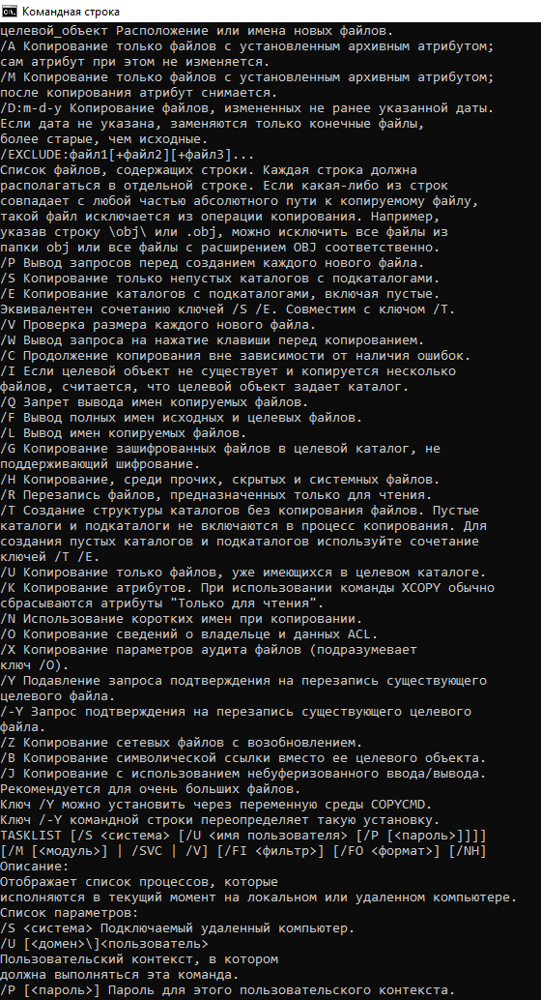 Командная строка
целевой_объект Расположение или имена новых файлов.
/A Копирование только файлов с установленным архивным атрибутом;
сам атрибут при этом не изменяется.
/M Копирование только файлов с установленным архивным атрибутом;
после копирования атрибут снимается.
/D:m-d-y Копирование файлов, измененных не ранее указанной даты.
Если дата не указана, заменяются только конечные файлы,
более старые, чем исходные.
/EXCLUDE:файл1[+файл2][+файл3]...
Список файлов, содержащих строки. Каждая строка должна
располагаться в отдельной строке. Если какая-либо из строк
совпадает с любой частью абсолютного пути к копируемому файлу,
такой файл исключается из операции копирования. Например,
указав строку \obj\ или .obj, можно исключить все файлы из
папки obj или все файлы с расширением OBJ соответственно.
/P Вывод запросов перед созданием каждого нового файла.
/S Копирование только непустых каталогов с подкаталогами.
/E Копирование каталогов с подкаталогами, включая пустые.
Эквивалентен сочетанию ключей /S /E. Совместим с ключом /T.
/V Проверка размера каждого нового файла.
/W Вывод запроса на нажатие клавиши перед копированием.
/C Продолжение копирования вне зависимости от наличия ошибок.
/I Если целевой объект не существует и копируется несколько
файлов, считается, что целевой объект задает каталог.
/Q Запрет вывода имен копируемых файлов.
/F Вывод полных имен исходных и целевых файлов.
/L Вывод имен копируемых файлов.
/G Копирование зашифрованных файлов в целевой каталог, не
поддерживающий шифрование.
/H Копирование, среди прочих, скрытых и системных файлов.
/R Перезапись файлов, предназначенных только для чтения.
/T Создание структуры каталогов без копирования файлов. Пустые
каталоги и подкаталоги не включаются в процесс копирования. Для
создания пустых каталогов и подкаталогов используйте сочетание
ключей /T /E.
/U Копирование только файлов, уже имеющихся в целевом каталоге.
/K Копирование атрибутов. При использовании команды XCOPY обычно
сбрасываются атрибуты "Только для чтения".
/N Использование коротких имен при копировании.
/O Копирование сведений о владельце и данных ACL.
/X Копирование параметров аудита файлов (подразумевает
ключ /O).
/Y Подавление запроса подтверждения на перезапись существующего
целевого файла.
/-Y Запрос подтверждения на перезапись существующего целевого
файла.
/Z Копирование сетевых файлов с возобновлением.
/B Копирование символической ссылки вместо ее целевого объекта.
/J Копирование с использованием небуферизованного ввода/вывода.
Рекомендуется для очень больших файлов.
Ключ /Y можно установить через переменную среды COPYCMD.
Ключ /-Y командной строки переопределяет такую установку.
TASKLIST [/S <система> [/U <имя пользователя> [/P [<пароль>]]]]
[/M [<модуль>] | /SVC | /V] [/FI <фильтр>] [/FO <формат>] [/NH]
Описание:
Отображает список процессов, которые
исполняются в текущий момент на локальном или удаленном компьютере.
Список параметров:
/S <система> Подключаемый удаленный компьютер.
/U [<домен>\]<пользователь>
Пользовательский контекст, в котором
должна выполняться эта команда.
/P [<пароль>] Пароль для этого пользовательского контекста.